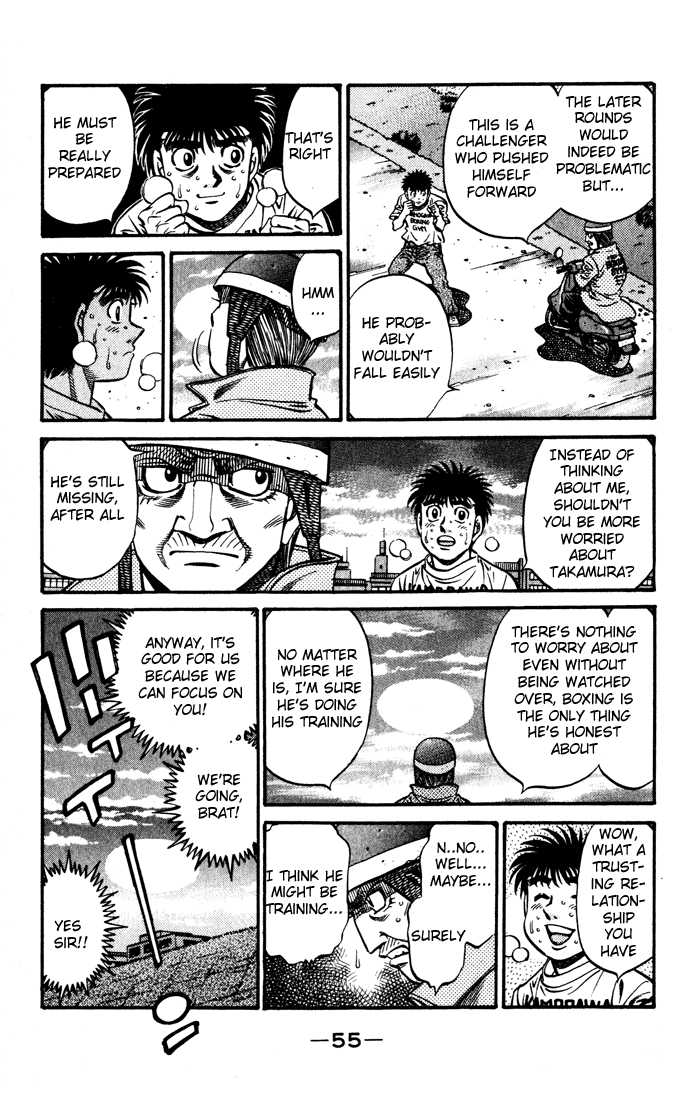 THE LATER
ROUNDS
WOULD
INDEED BE
PROBLEMATIC
BUT...
THIS IS A
CHALLENGER
WHO PUSHED
HIMSELF
FORWARD
BOXING
GYM
HE PROB-
ABLY
WOULDN'T
FALL EASILY
THAT'S
RIGHT
HE MUST
BE
REALLY
PREPARED
HMM
...
INSTEAD OF
THINKING
ABOUT ME,
SHOULDN'T
YOU BE MORE
WORRIED
ABOUT
TAKAMURA?
HE'S STILL
MISSING,
AFTER ALL
THERE'S NOTHING
TO WORRY ABOUT
EVEN WITHOUT
BEING WATCHED
OVER, BOXING IS
THE ONLY THING
HE'S HONEST
ABOUT
NO MATTER
WHERE HE
IS, I'M SURE
HE'S DOING
HIS TRAINING
WOW,
WHAT A
TRUST-
ING RE-
LATION-
SHIP
YOU
HAVE
KAMOGAWA
N..NO..
WELL...
MAYBE...
SURELY
I THINK HE
MIGHT BE
TRAINING...
ANYWAY, IT'S
GOOD FOR US
BECAUSE WE
CAN FOCUS ON
YOU!
WE'RE
GOING,
BRAT!
YES
SIR!!
—55—